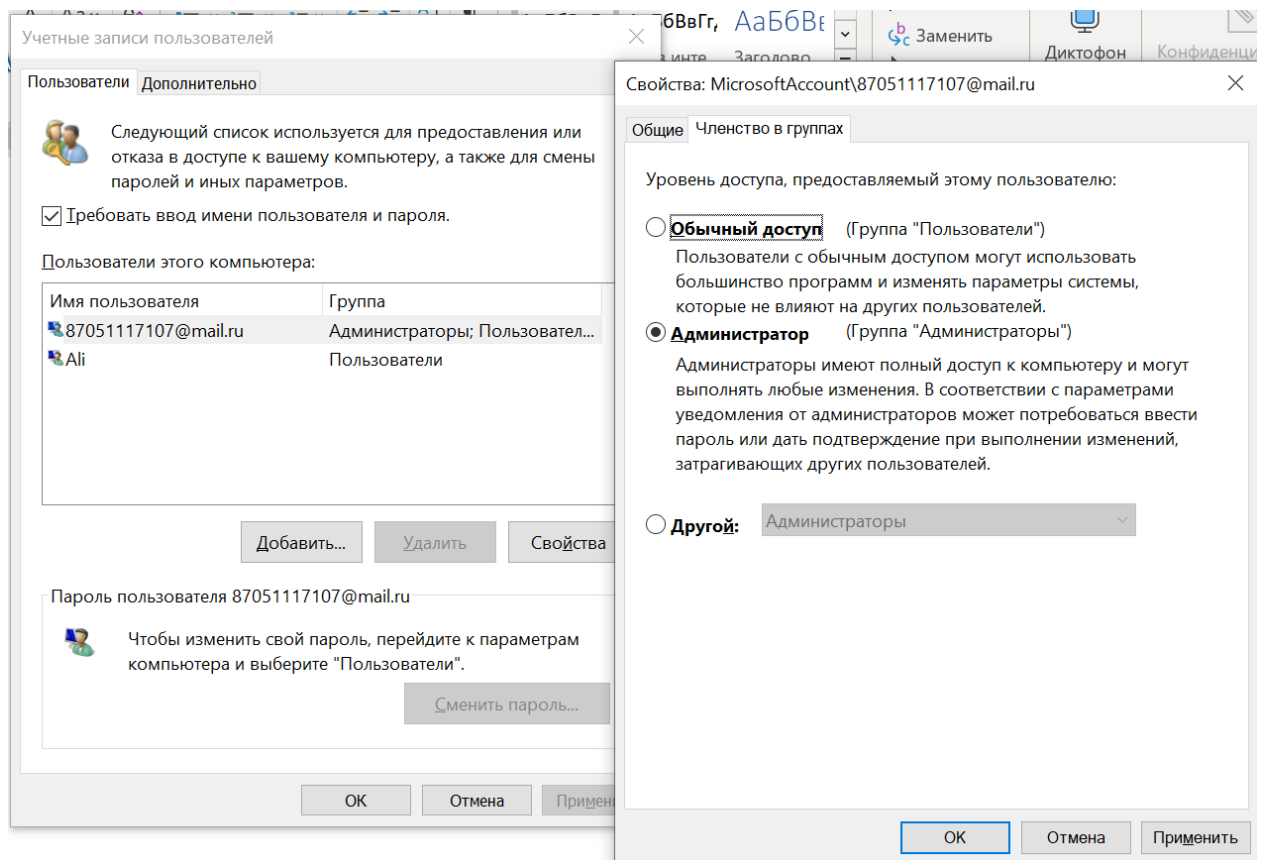 АаБбВı
Заменить
Диктофон
Учетные записи пользователей
Пользователи
Дополнительно
Следующий список используется для предоставления или
отказа в доступе к вашему компьютеру, а также для смены
паролей и иных параметров.
Требовать ввод имени пользователя и пароля.
Пользователи этого компьютера:
Имя пользователя Группа
87051117107@mail.ru Администраторы; Пользовател...
Ali Пользователи
Добавить... Удалить Свойства
Пароль пользователя 87051117107@mail.ru
Чтобы изменить свой пароль, перейдите к параметрам
компьютера и выберите "Пользователи".
Сменить пароль...
ОК Отмена
Свойства: MicrosoftAccount\87051117107@mail.ru
Общие Членство в группах
Уровень доступа, предоставляемый этому пользователю:
Обычный доступ (Группа "Пользователи")
Пользователи с обычным доступом могут использовать
большинство программ и изменять параметры системы,
которые не влияют на других пользователей.
Администратор (Группа "Администраторы")
Администраторы имеют полный доступ к компьютеру и могут
выполнять любые изменения. В соответствии с параметрами
уведомления от администраторов может потребоваться ввести
пароль или дать подтверждение при выполнении изменений,
затрагивающих других пользователей.
Другой: Администраторы
ОК Отмена Применить